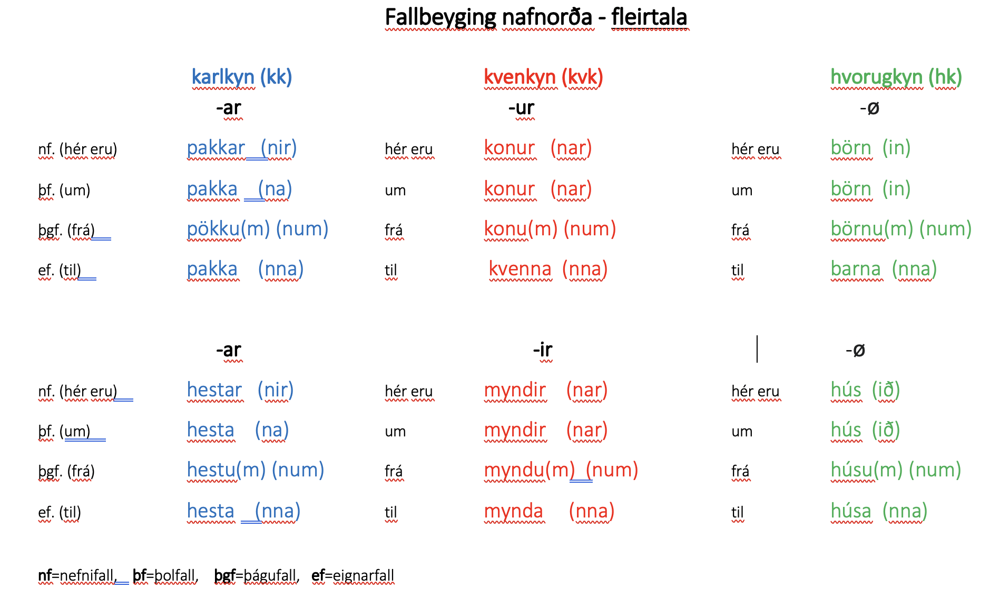 Fallbeyging nafnorða - fleirtala
karlkyn (kk) kvenkyn (kvk) hvorugkyn (hk)
-ar -ur -ø
nf. (hér eru) pakkar (nir) hér eru konur (nar) hér eru börn (in)
þf. (um) pakka (na) um konur (nar) um börn (in)
þgf. (frá) pökku(m) (num) frá konu(m) (num) frá börnu(m) (num)
ef. (til) pakka (nna) til kvenna (nna) til barna (nna)
-ar -ir -ø
nf. (hér eru) hestar (nir) hér eru myndir (nar) hér eru hús (ið)
þf. (um) hesta (na) um myndir (nar) um hús (ið)
þgf. (frá) hestu(m) (num) frá myndu(m) (num) frá húsu(m) (num)
ef. (til) hesta (nna) til mynda (nna) til húsa (nna)
nf=nefnifall, þf=þolfall, þgf=þágufall, ef=eignarfall